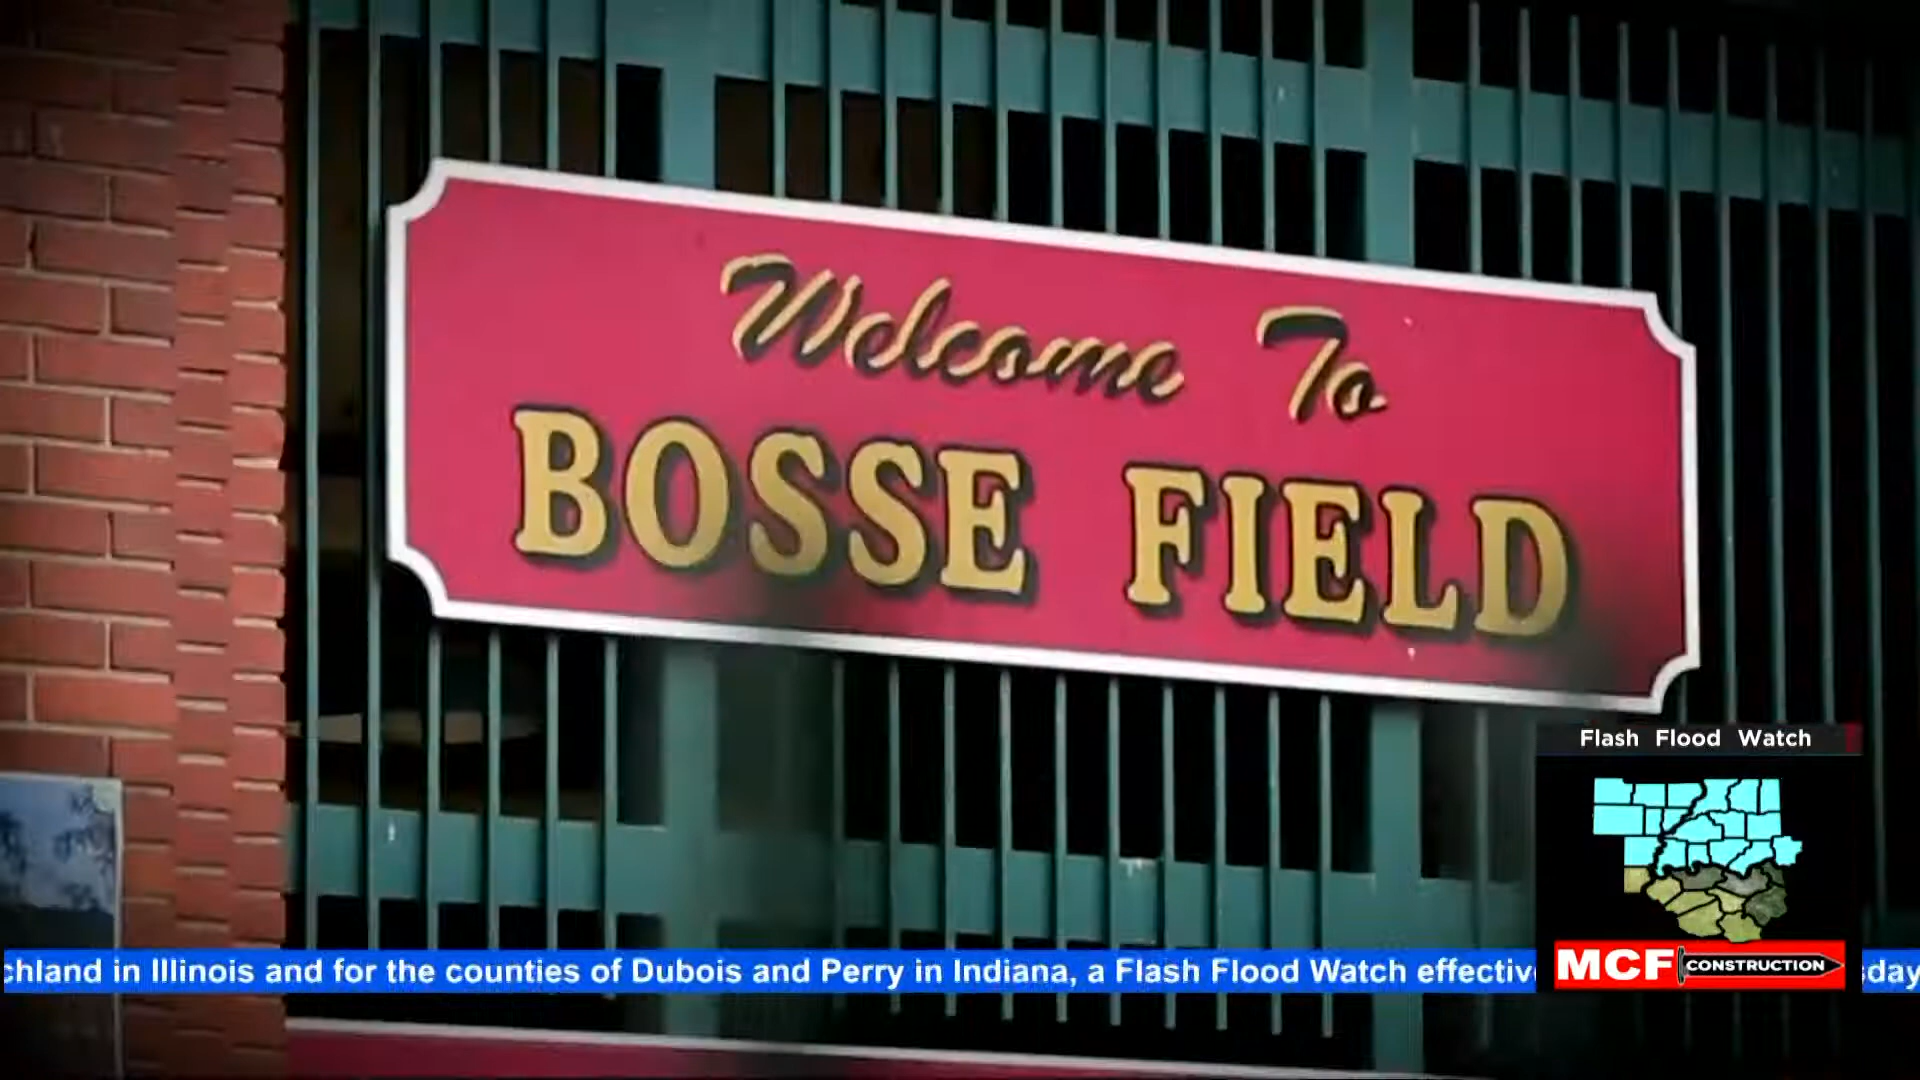 Welcome To
BOSSE FIELD
Flash Flood Watch
MCF CONSTRUCTION
chland in Illinois and for the counties of Dubois and Perry in Indiana, a Flash Flood Watch effectiv
sday